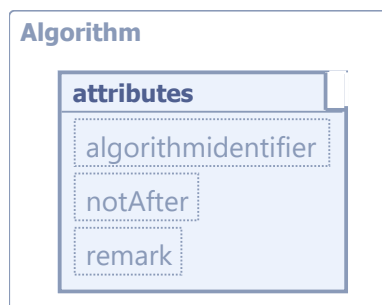 Algorithm
attributes
algorithmidentifier
notAfter
remark